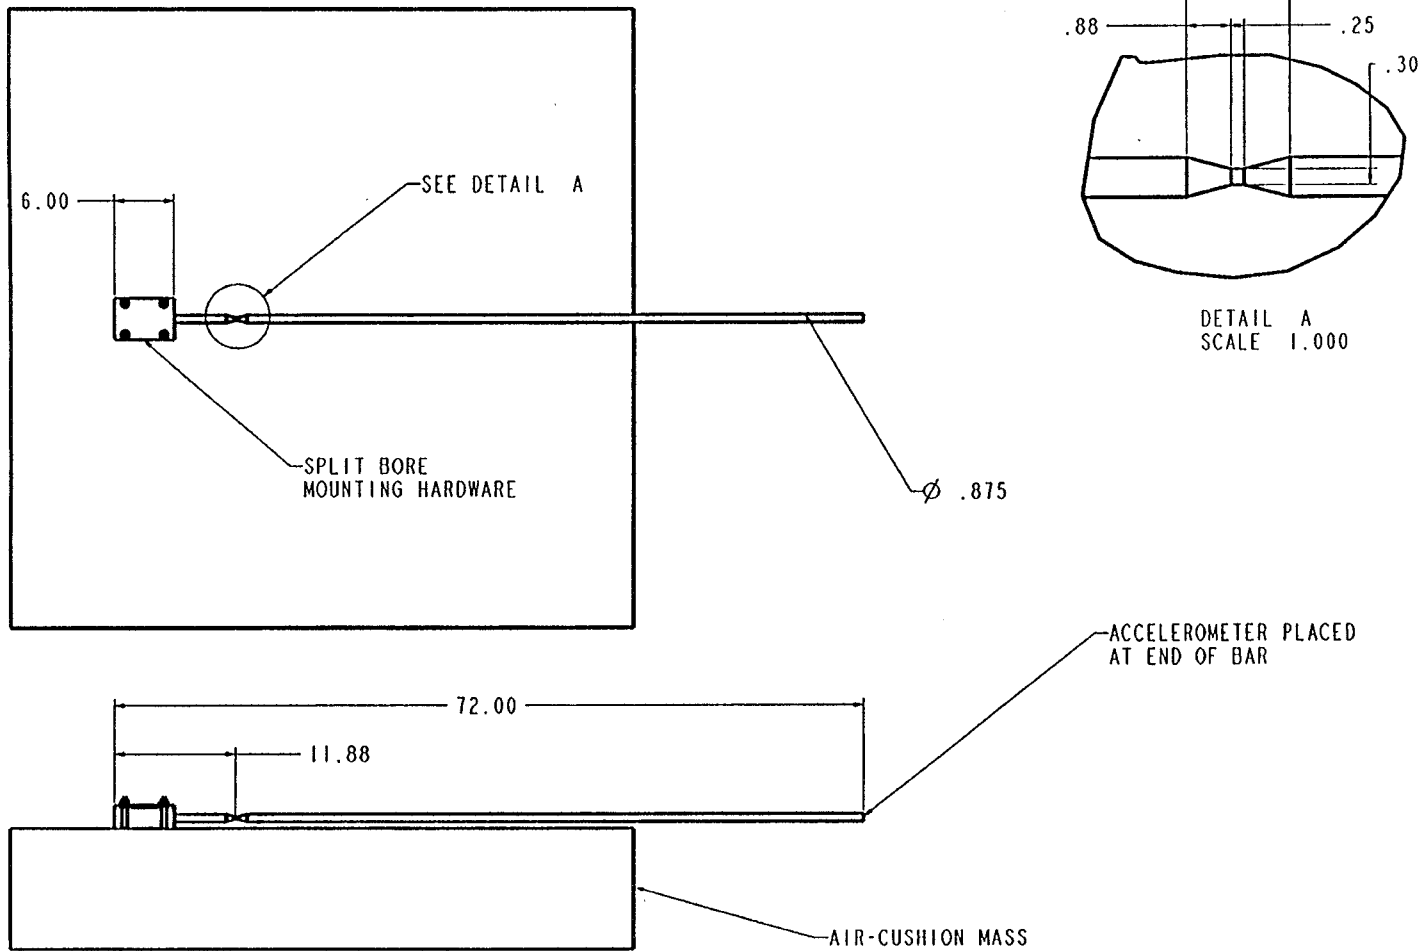 .88
.25
.30
SEE DETAIL A
6.00
DETAIL A
SCALE 1.000
SPLIT BORE
MOUNTING HARDWARE
Ø .875
ACCELEROMETER PLACED
AT END OF BAR
72.00
11.88
AIR-CUSHION MASS